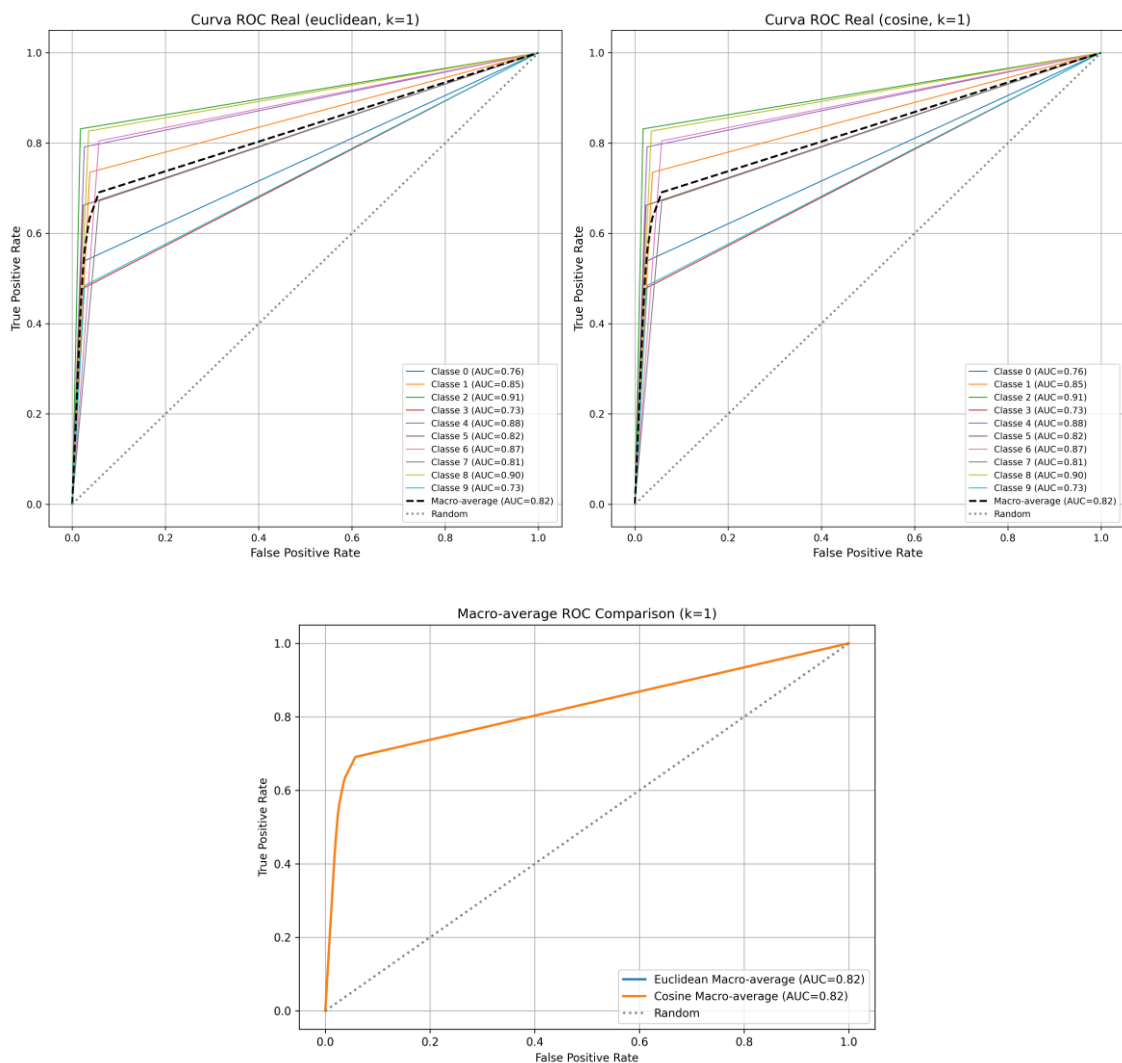 Curva ROC Real (euclidean, k=1)
1.0
0.8
0.6
0.4
0.2
0.0
True Positive Rate
0.0 0.2 0.4 0.6 0.8 1.0
False Positive Rate
Classe 0 (AUC=0.76)
Classe 1 (AUC=0.85)
Classe 2 (AUC=0.91)
Classe 3 (AUC=0.73)
Classe 4 (AUC=0.88)
Classe 5 (AUC=0.82)
Classe 6 (AUC=0.87)
Classe 7 (AUC=0.81)
Classe 8 (AUC=0.90)
Classe 9 (AUC=0.73)
Macro-average (AUC=0.82)
Random
Curva ROC Real (cosine, k=1)
1.0
0.8
0.6
0.4
0.2
0.0
True Positive Rate
0.0 0.2 0.4 0.6 0.8 1.0
False Positive Rate
Classe 0 (AUC=0.76)
Classe 1 (AUC=0.85)
Classe 2 (AUC=0.91)
Classe 3 (AUC=0.73)
Classe 4 (AUC=0.88)
Classe 5 (AUC=0.82)
Classe 6 (AUC=0.87)
Classe 7 (AUC=0.81)
Classe 8 (AUC=0.90)
Classe 9 (AUC=0.73)
Macro-average (AUC=0.82)
Random
Macro-average ROC Comparison (k=1)
1.0
0.8
0.6
0.4
0.2
0.0
True Positive Rate
0.0 0.2 0.4 0.6 0.8 1.0
False Positive Rate
Euclidean Macro-average (AUC=0.82)
Cosine Macro-average (AUC=0.82)
Random